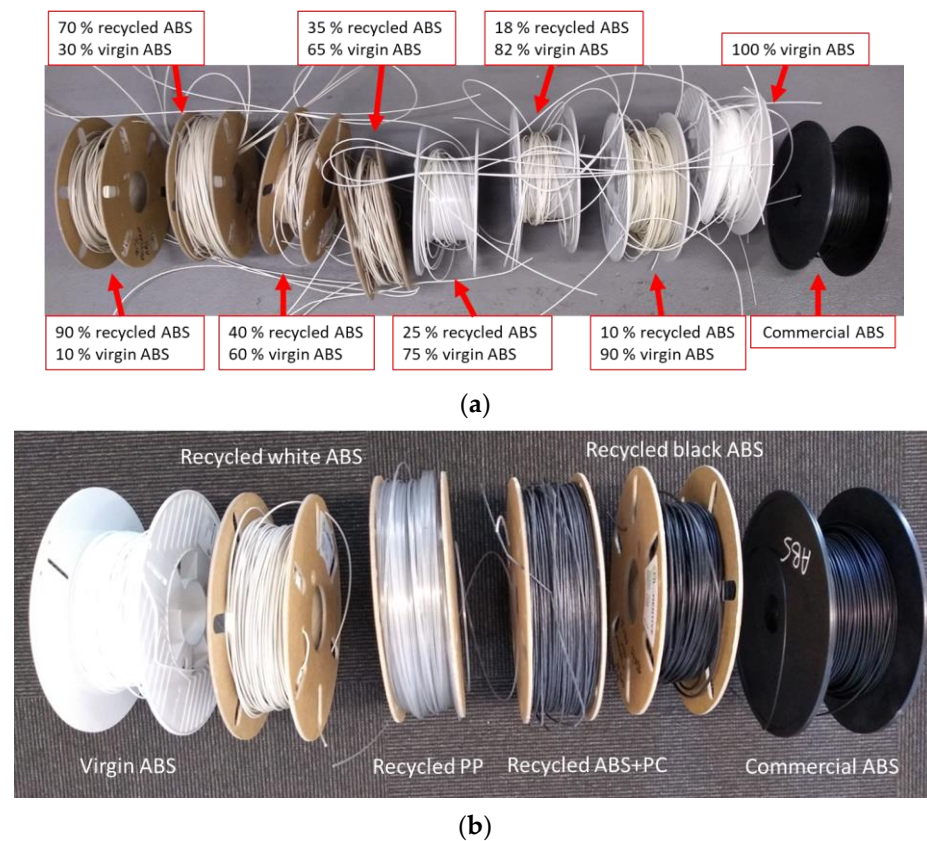 70 % recycled ABS
30 % virgin ABS
35 % recycled ABS
65 % virgin ABS
18 % recycled ABS
82 % virgin ABS
100 % virgin ABS
90 % recycled ABS
10 % virgin ABS
40 % recycled ABS
60 % virgin ABS
25 % recycled ABS
75 % virgin ABS
10 % recycled ABS
90 % virgin ABS
Commercial ABS
(a)
Recycled white ABS
Recycled black ABS
ABS
Virgin ABS
Recycled PP
Recycled ABS+PC
Commercial ABS
(b)